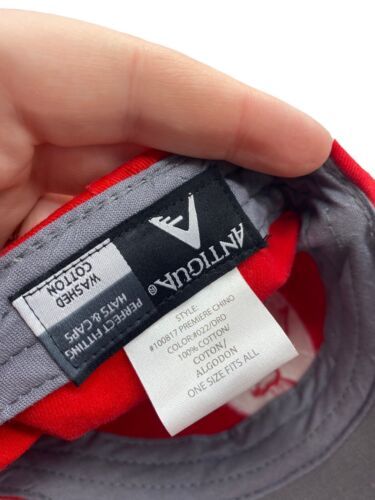 ANTIGUA®
WASHED
COTTON
PERFECT FITTING
HATS & CAPS
STYLE:
#100817 PREMIERE CHINO
COLOR:#022/DRD
100% COTTON/
COTON/
ALGODON
ONE SIZE FITS ALL